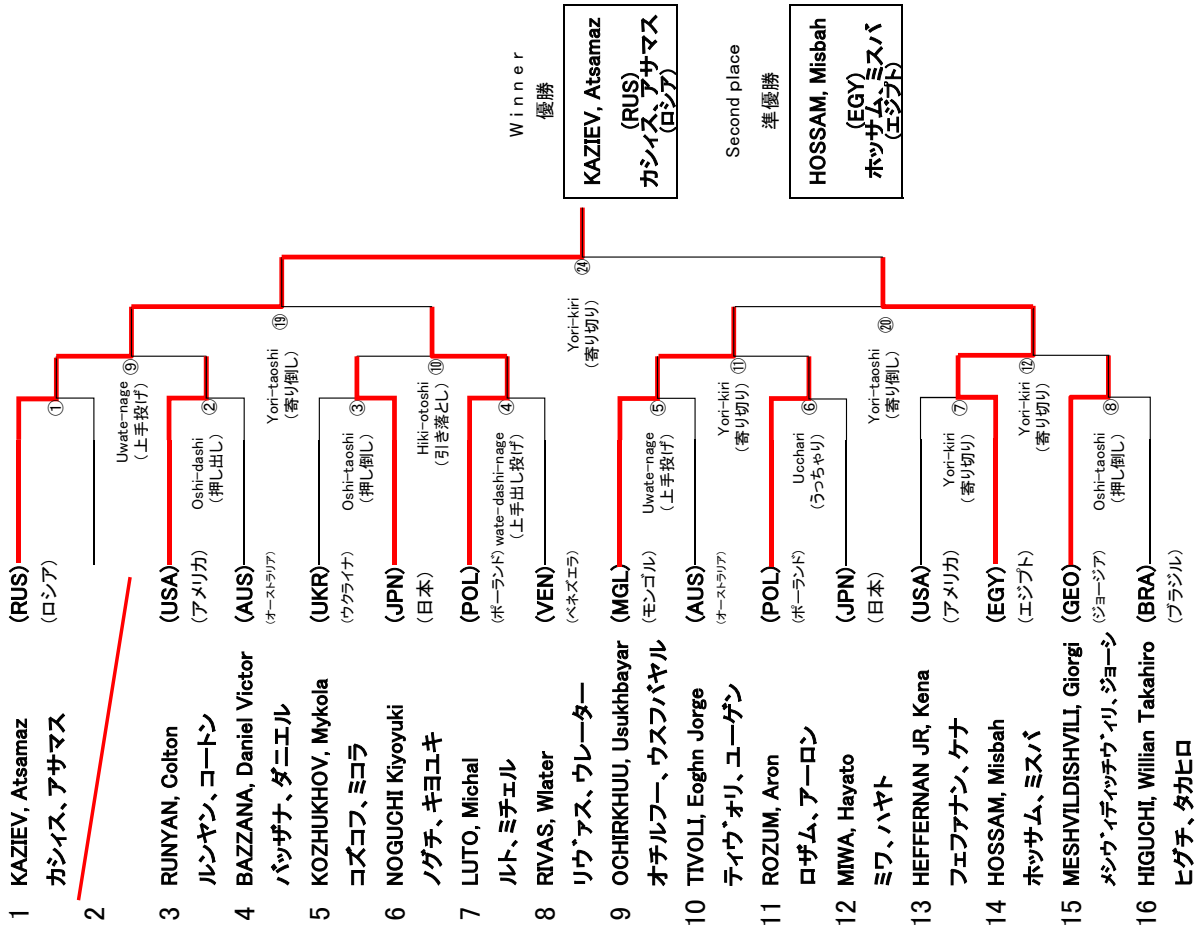 1 KAZIEV, Atsamaz (RUS)
カシィス、アサマス (ロシア)
2
3 RUNYAN, Colton (USA)
ルンヤン、コートン (アメリカ)
4 BAZZANA, Daniel Victor (AUS)
バッザナ、ダニエル (オーストラリア)
5 KOZHUKHOV, Mykola (UKR)
コズコフ、ミコラ (ウクライナ)
6 NOGUCHI Kiyoyuki (JPN)
ノグチ、キヨユキ (日本)
7 LUTO, Michal (POL)
ルト、ミチェル (ポーランド)
8 RIVAS, Wlater (VEN)
リヴァス、ウレーター (ベネズエラ)
9 OCHIRKHUU, Usukhbayar (MGL)
オチルフー、ウスフバヤル (モンゴル)
10 TIVOLI, Eoghn Jorge (AUS)
ティヴォリ、ユーゲン (オーストラリア)
11 ROZUM, Aron (POL)
ロザム、アーロン (ポーランド)
12 MIWA, Hayato (JPN)
ミワ、ハヤト (日本)
13 HEFFERNAN JR, Kena (USA)
フェファナン、ケナ (アメリカ)
14 HOSSAM, Misbah (EGY)
ホッサム、ミスバ (エジプト)
15 MESHVILDISHVILI, Giorgi (GEO)
メシヴィディッチヴィリ、ジョーシ (ジョージア)
16 HIGUCHI, Willian Takahiro (BRA)
ヒグチ、タカヒロ (ブラジル)
①
②
Oshi-dashi
(押し出し)
③
Oshi-taoshi
(押し倒し)
④
wate-dashi-nage
(上手出し投げ)
⑤
Uwate-nage
(上手投げ)
⑥
Ucchari
(うっちゃり)
⑦
Yori-kiri
(寄り切り)
⑧
Oshi-taoshi
(押し倒し)
⑨
Uwate-nage
(上手投げ)
⑩
Hiki-otoshi
(引き落とし)
⑪
Yori-kiri
(寄り切り)
⑫
Yori-kiri
(寄り切り)
⑲
Yori-taoshi
(寄り倒し)
⑳
Yori-taoshi
(寄り倒し)
㉔
Yori-kiri
(寄り切り)
Winner
優勝
KAZIEV, Atsamaz
(RUS)
カシィス、アサマス
(ロシア)
Second place
準優勝
HOSSAM, Misbah
(EGY)
ホッサム、ミスバ
(エジプト)